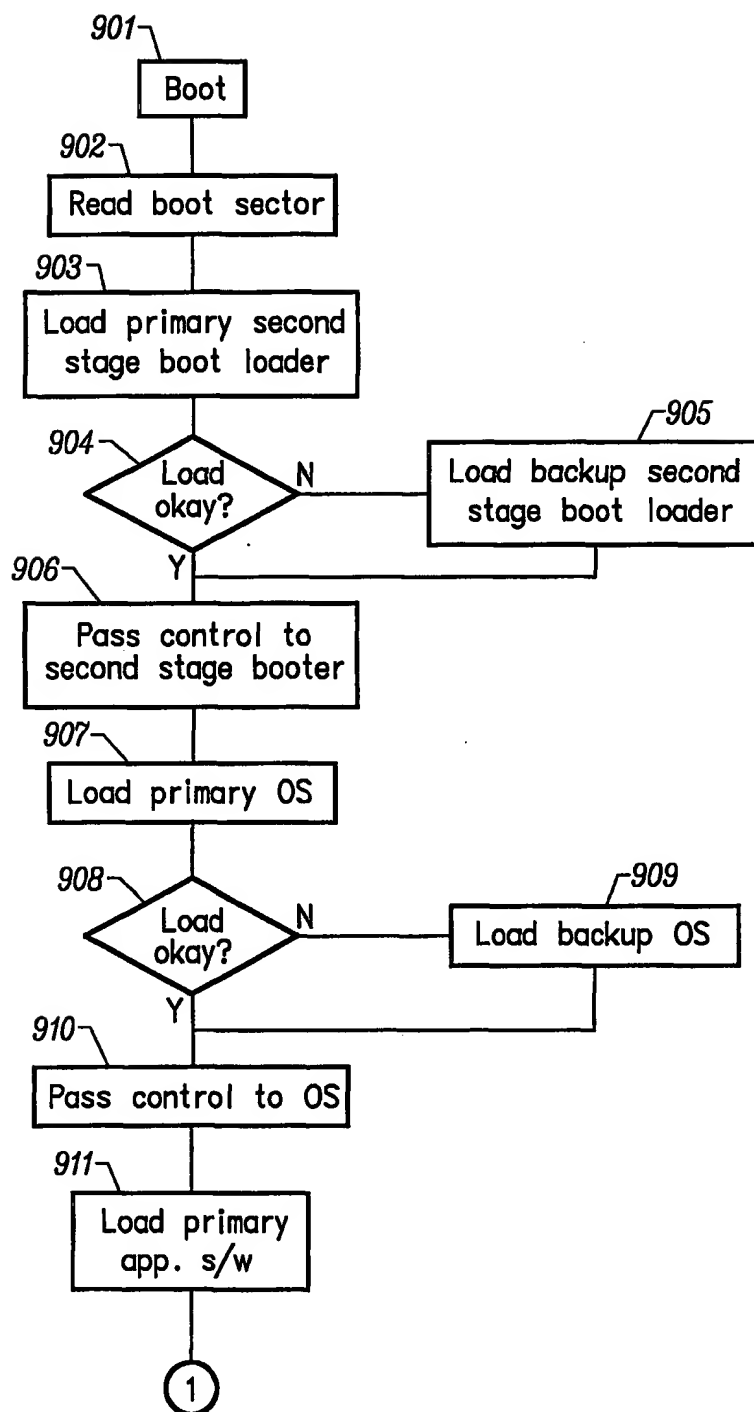 901
Boot
902
Read boot sector
903
Load primary second
stage boot loader
904
Load
okay?
N
Y
905
Load backup second
stage boot loader
906
Pass control to
second stage booter
907
Load primary OS
908
Load
okay?
N
Y
909
Load backup OS
910
Pass control to OS
911
Load primary
app. s/w
1